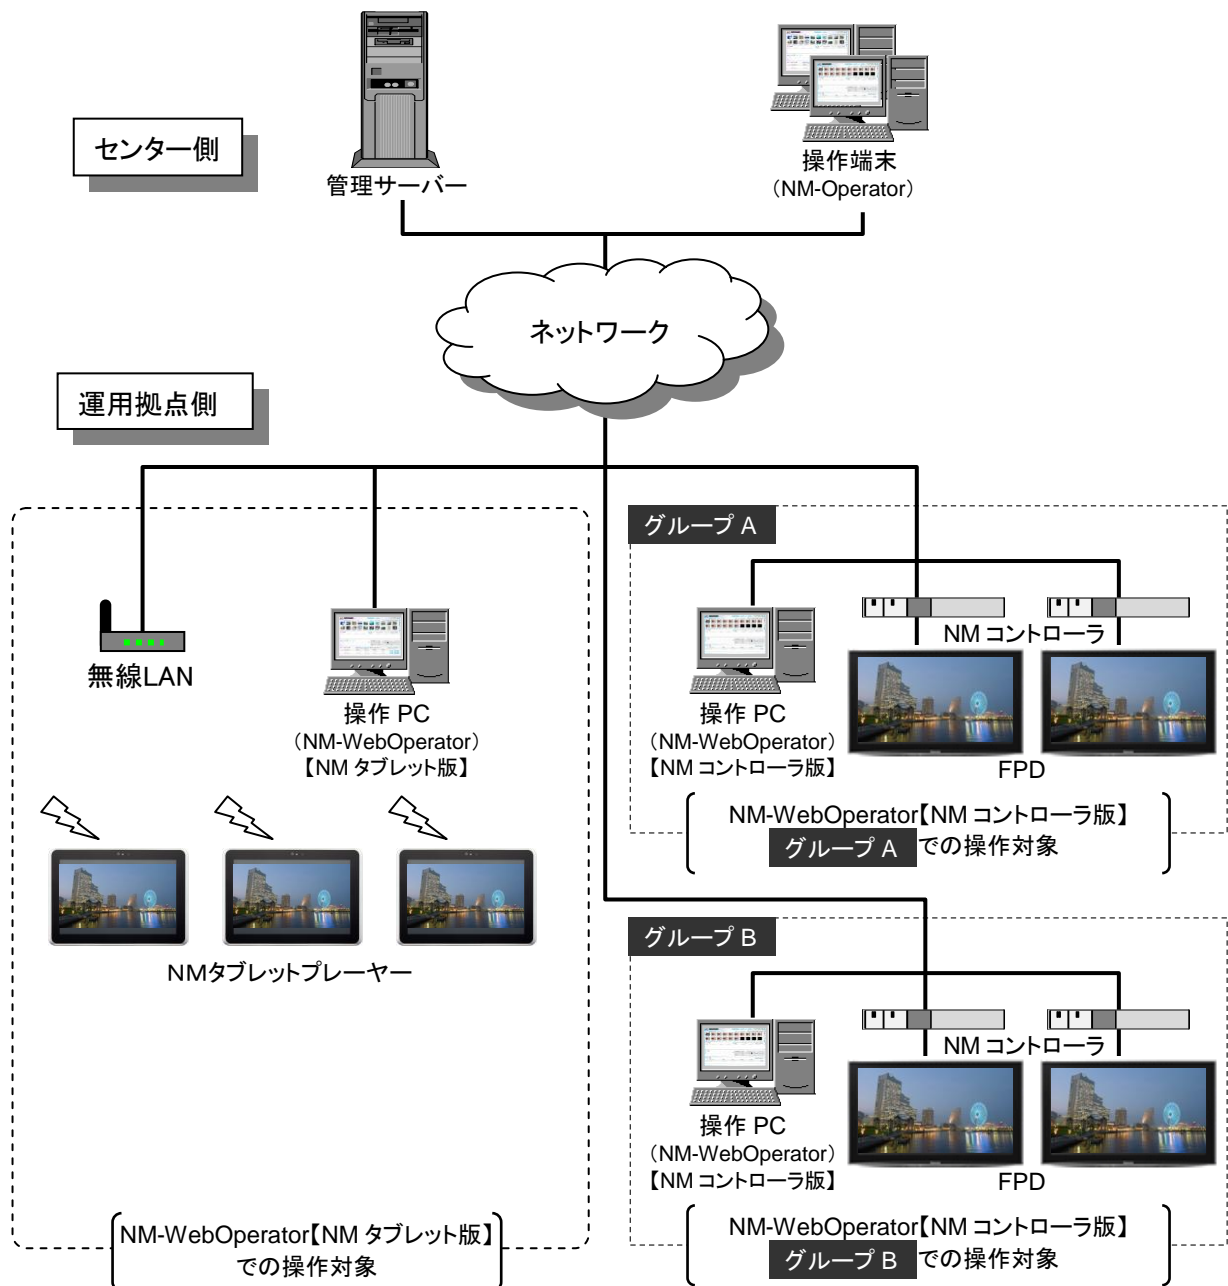 センター側
管理サーバー
操作端末
（NM-Operator）
ネットワーク
運用拠点側
無線LAN
操作 PC
（NM-WebOperator）
【NM タブレット版】
NMタブレットプレーヤー
NM-WebOperator【NM タブレット版】
での操作対象
グループ A
NM コントローラ
操作 PC
（NM-WebOperator）
【NM コントローラ版】
FPD
NM-WebOperator【NM コントローラ版】
グループ A での操作対象
グループ B
NM コントローラ
操作 PC
（NM-WebOperator）
【NM コントローラ版】
FPD
NM-WebOperator【NM コントローラ版】
グループ B での操作対象